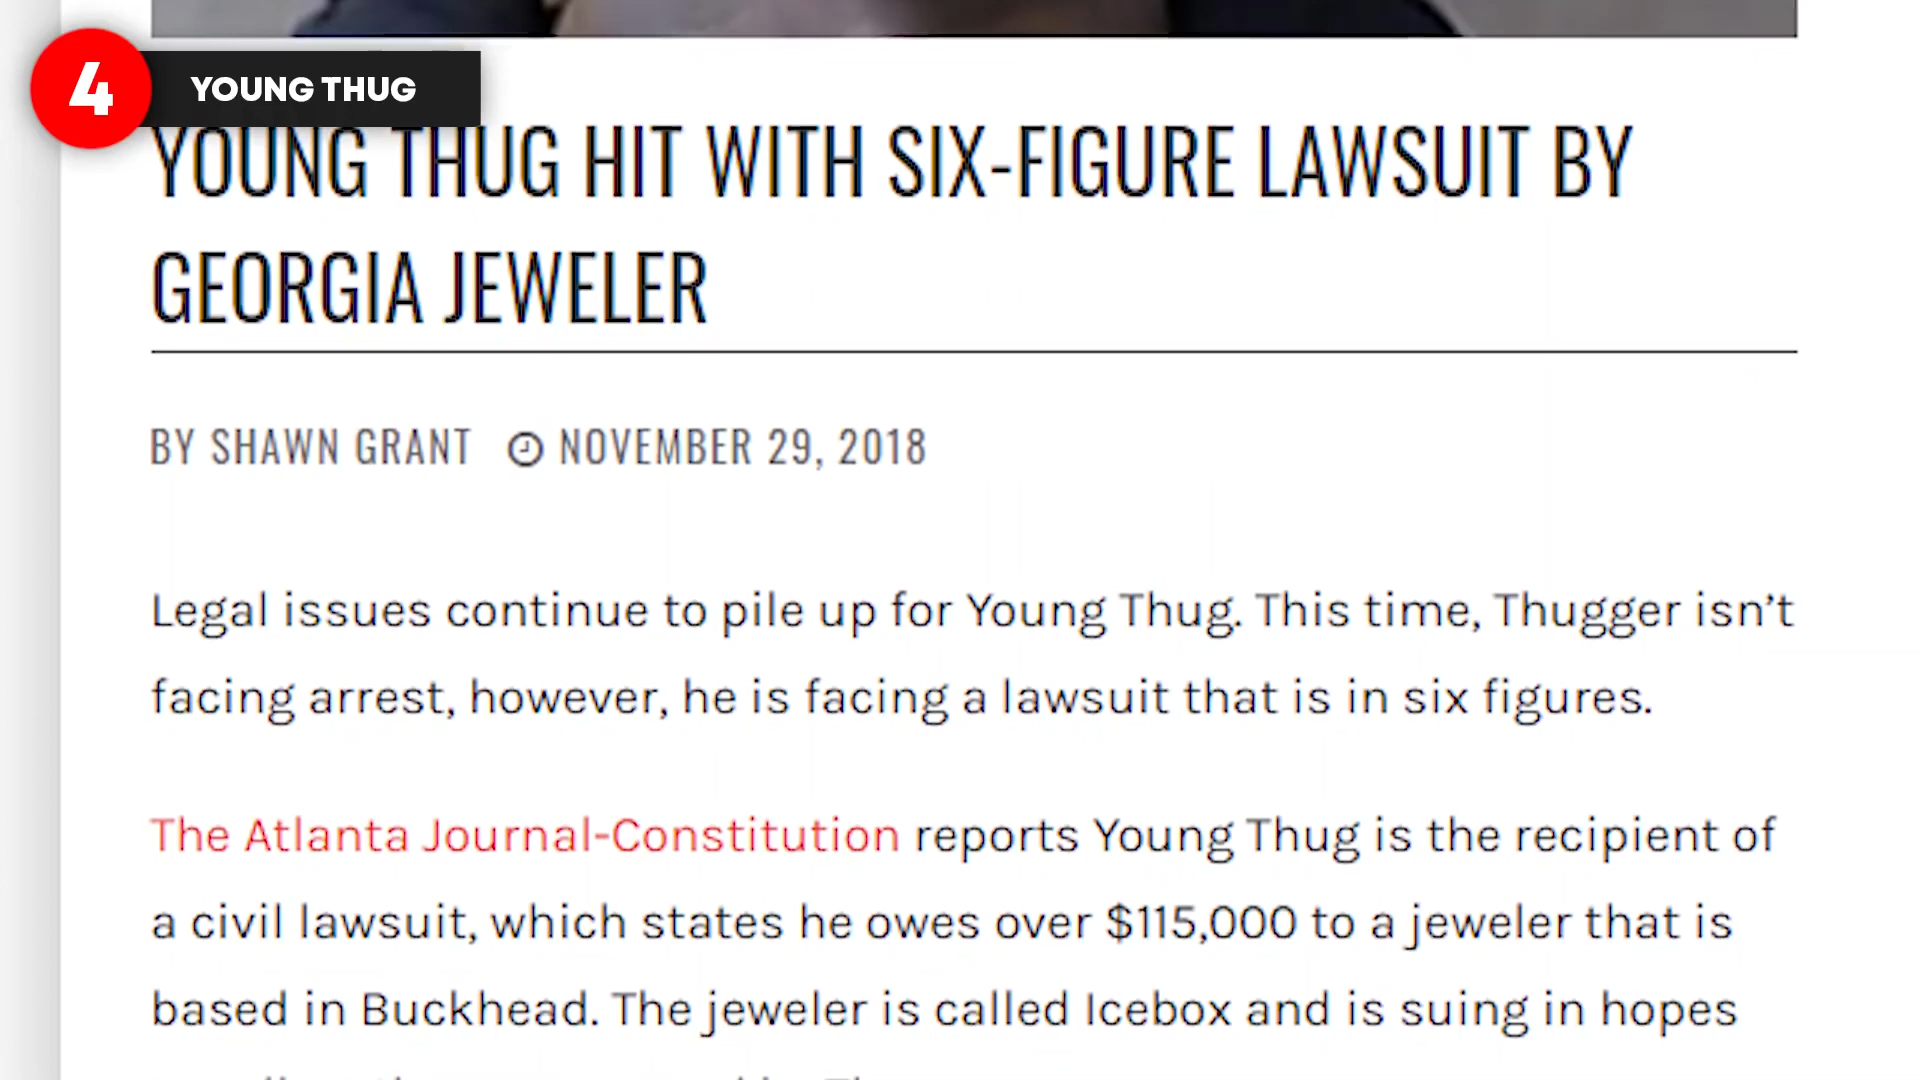 4
YOUNG THUG
YOUNG THUG HIT WITH SIX-FIGURE LAWSUIT BY
GEORGIA JEWELER
BY SHAWN GRANT NOVEMBER 29, 2018
Legal issues continue to pile up for Young Thug. This time, Thugger isn’t
facing arrest, however, he is facing a lawsuit that is in six figures.
The Atlanta Journal-Constitution reports Young Thug is the recipient of
a civil lawsuit, which states he owes over $115,000 to a jeweler that is
based in Buckhead. The jeweler is called Icebox and is suing in hopes